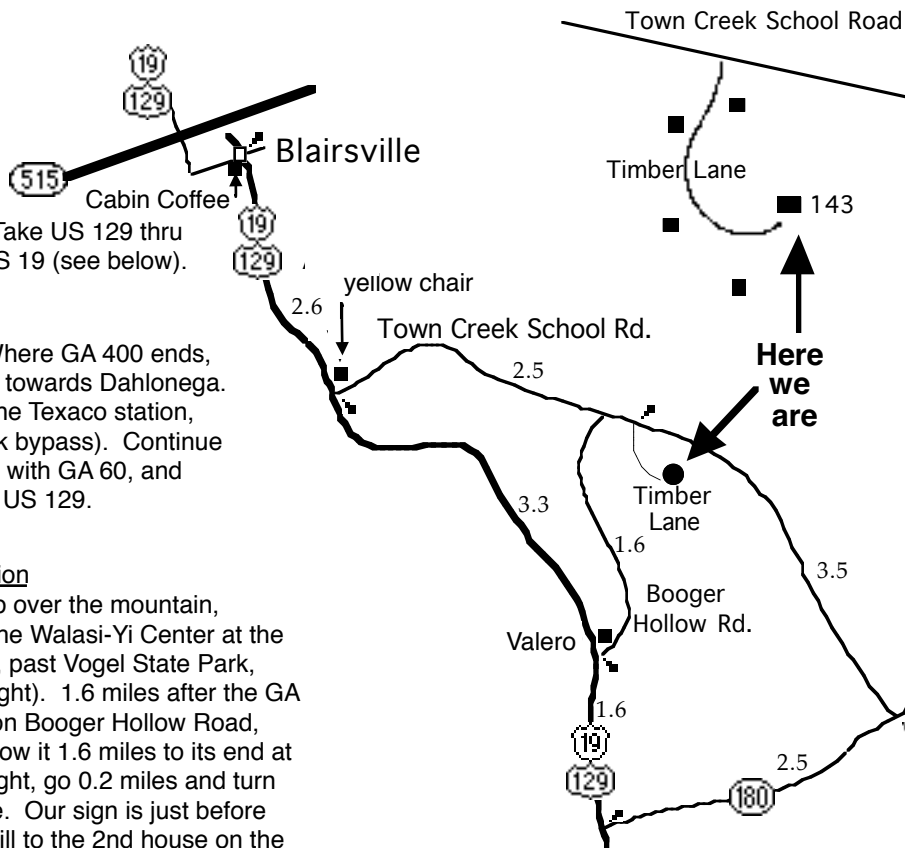 Town Creek School Road
19
129
Blairsville
515
Timber Lane
Cabin Coffee
143
19
Take US 129 thru
S 19 (see below).
129
yellow chair
2.6
Town Creek School Rd.
Where GA 400 ends,
towards Dahlonega.
he Texaco station,
k bypass). Continue
with GA 60, and
US 129.
2.5
Here
we
are
Timber
Lane
3.3
1.6
3.5
ion
o over the mountain,
he Walasi-Yi Center at the
, past Vogel State Park,
ght). 1.6 miles after the GA
on Booger Hollow Road,
ow it 1.6 miles to its end at
ght, go 0.2 miles and turn
e. Our sign is just before
ill to the 2nd house on the
Booger
Hollow Rd.
Valero
1.6
19
129
2.5
180